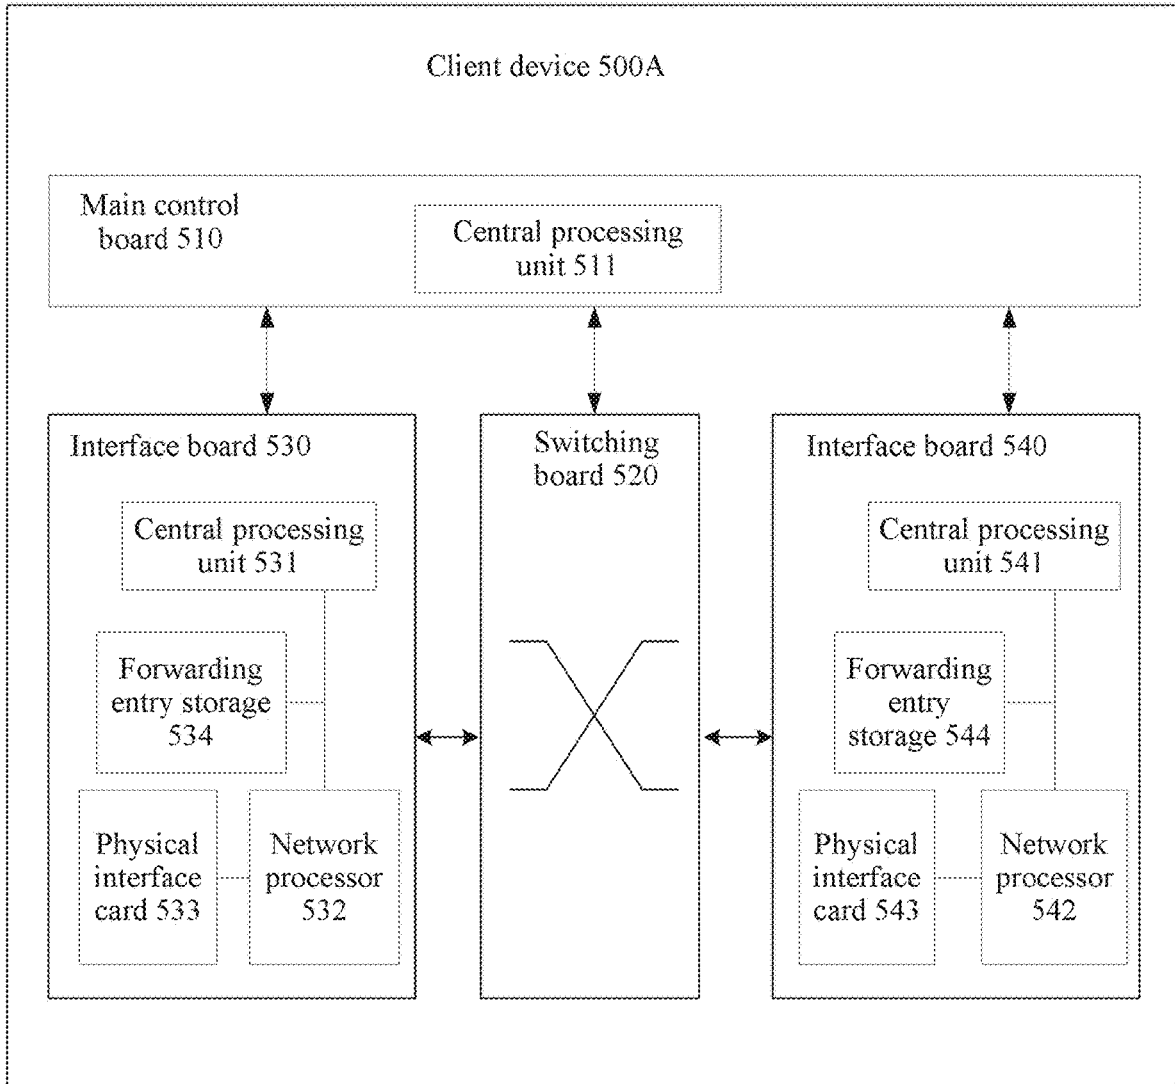 Client device 500A
Main control
board 510
Central processing
unit 511
Interface board 530
Central processing
unit 531
Forwarding
entry storage
534
Physical
interface
card 533
Network
processor
532
Switching
board 520
Interface board 540
Central processing
unit 541
Forwarding
entry
storage 544
Physical
interface
card 543
Network
processor
542